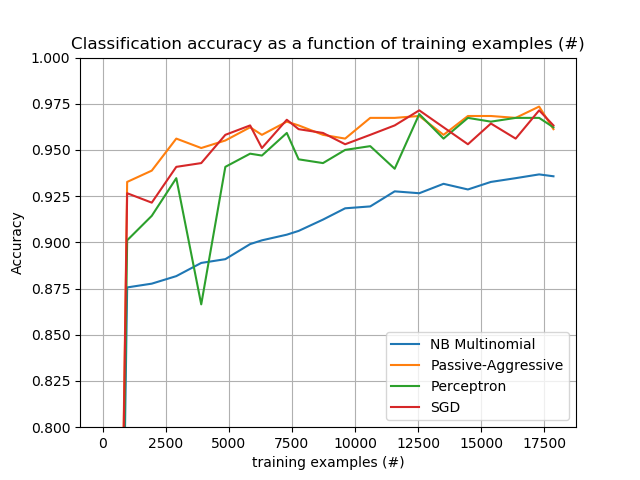 Classification accuracy as a function of training examples (#)
1.000
0.975
0.950
0.925
0.900
0.875
0.850
0.825
0.800
Accuracy
NB Multinomial
Passive-Aggressive
Perceptron
SGD
0 2500 5000 7500 10000 12500 15000 17500
training examples (#)